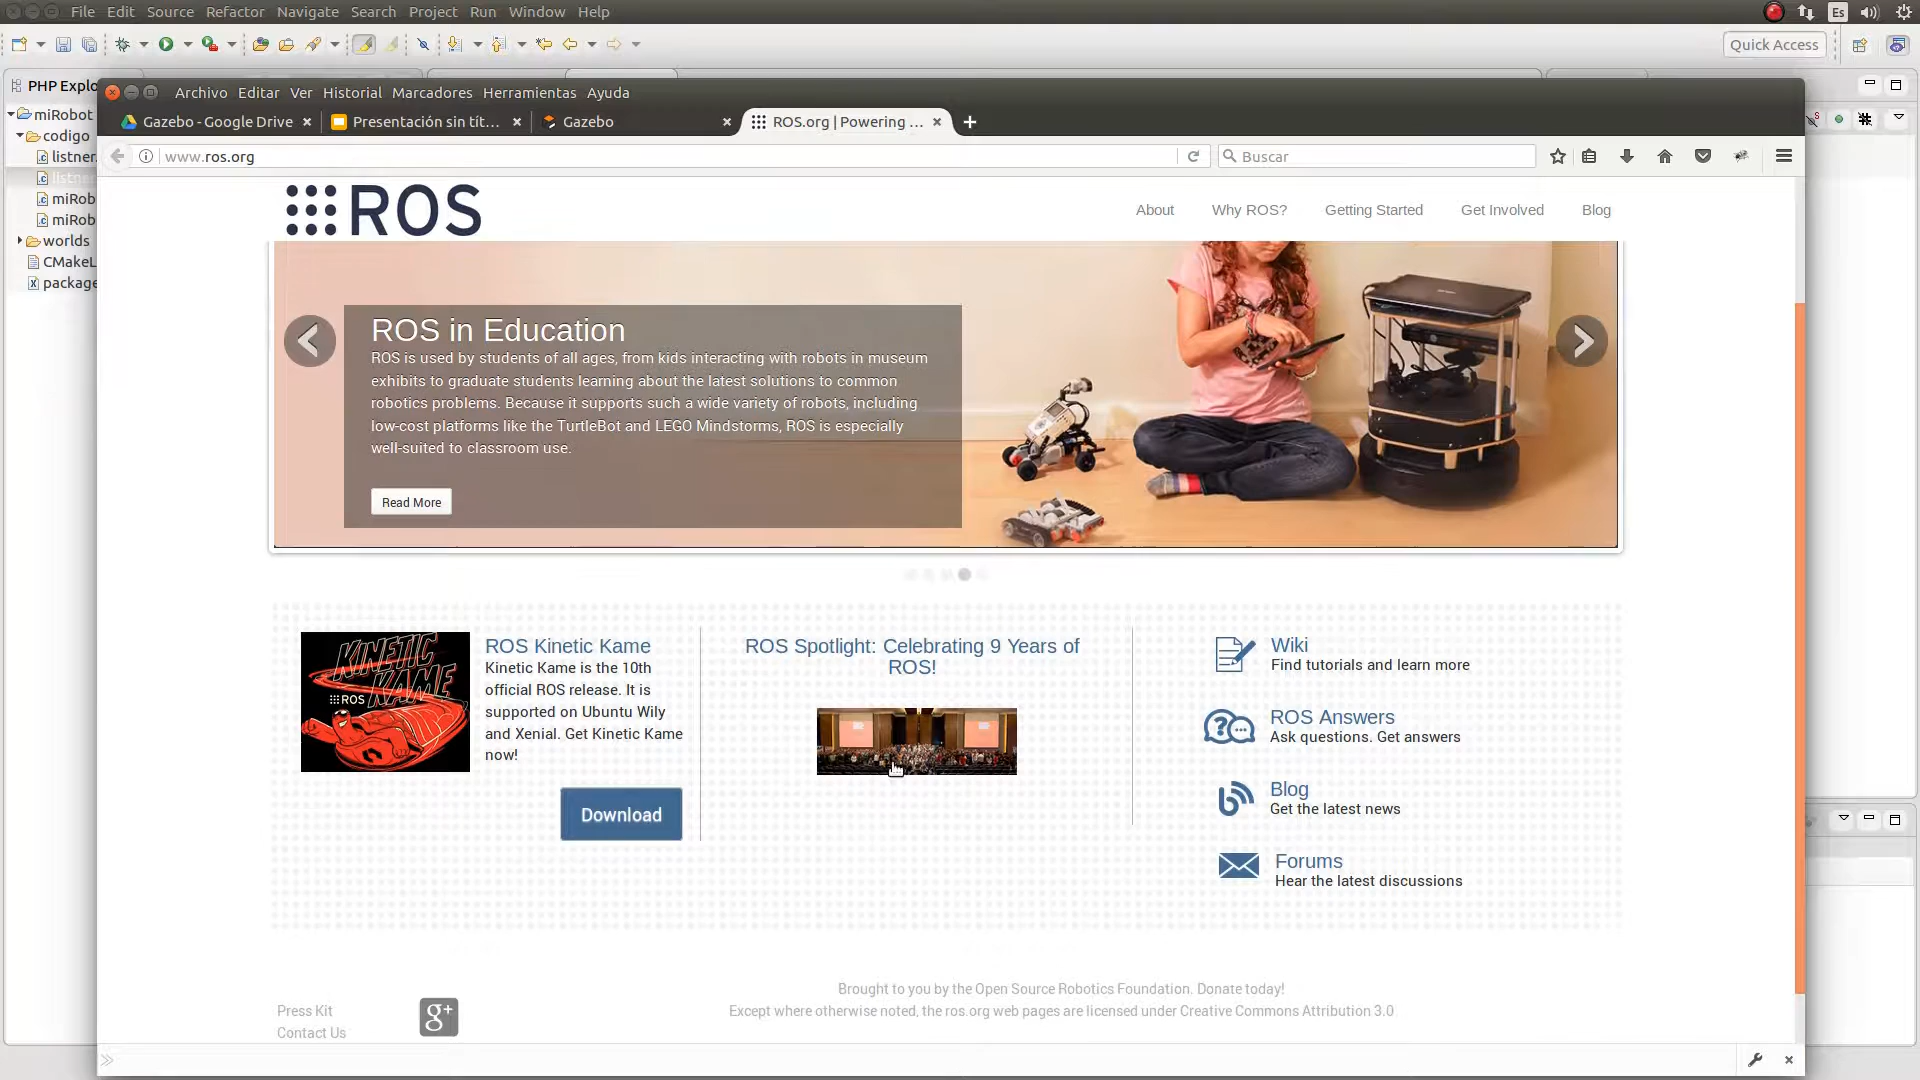 File Edit Source Refactor Navigate Search Project Run Window Help
Es
Quick Access
PHP Explo
Archivo Editar Ver Historial Marcadores Herramientas Ayuda
Gazebo - Google Drive
Presentación sin tít...
Gazebo
ROS.org | Powering ...
www.ros.org
Buscar
miRobot
codigo
listner.
listner
miRob
miRob
worlds
CMakeL
package
ROS
About Why ROS? Getting Started Get Involved Blog
ROS in Education
ROS is used by students of all ages, from kids interacting with robots in museum
exhibits to graduate students learning about the latest solutions to common
robotics problems. Because it supports such a wide variety of robots, including
low-cost platforms like the TurtleBot and LEGO Mindstorms, ROS is especially
well-suited to classroom use.
Read More
KINETIC
KAME
ROS
ROS Kinetic Kame
Kinetic Kame is the 10th
official ROS release. It is
supported on Ubuntu Wily
and Xenial. Get Kinetic Kame
now!
Download
ROS Spotlight: Celebrating 9 Years of
ROS!
Wiki
Find tutorials and learn more
ROS Answers
Ask questions. Get answers
Blog
Get the latest news
Forums
Hear the latest discussions
Press Kit
Contact Us
g+
Brought to you by the Open Source Robotics Foundation. Donate today!
Except where otherwise noted, the ros.org web pages are licensed under Creative Commons Attribution 3.0